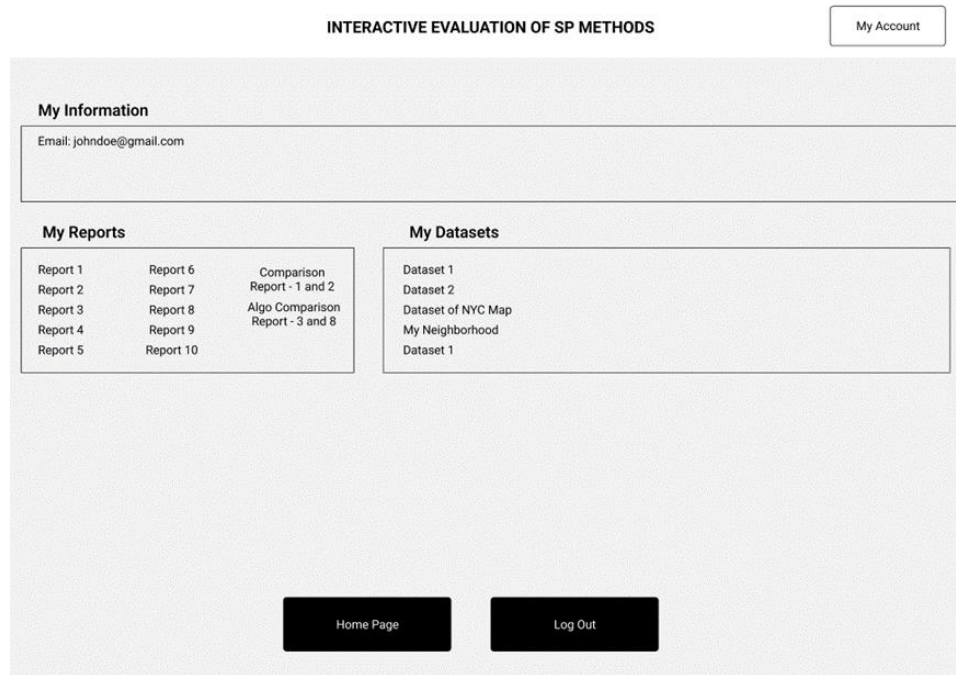 INTERACTIVE EVALUATION OF SP METHODS
My Account
My Information
Email: johndoe@gmail.com
My Reports
Report 1
Report 2
Report 3
Report 4
Report 5
Report 6
Report 7
Report 8
Report 9
Report 10
Comparison
Report - 1 and 2
Algo Comparison
Report - 3 and 8
My Datasets
Dataset 1
Dataset 2
Dataset of NYC Map
My Neighborhood
Dataset 1
Home Page
Log Out